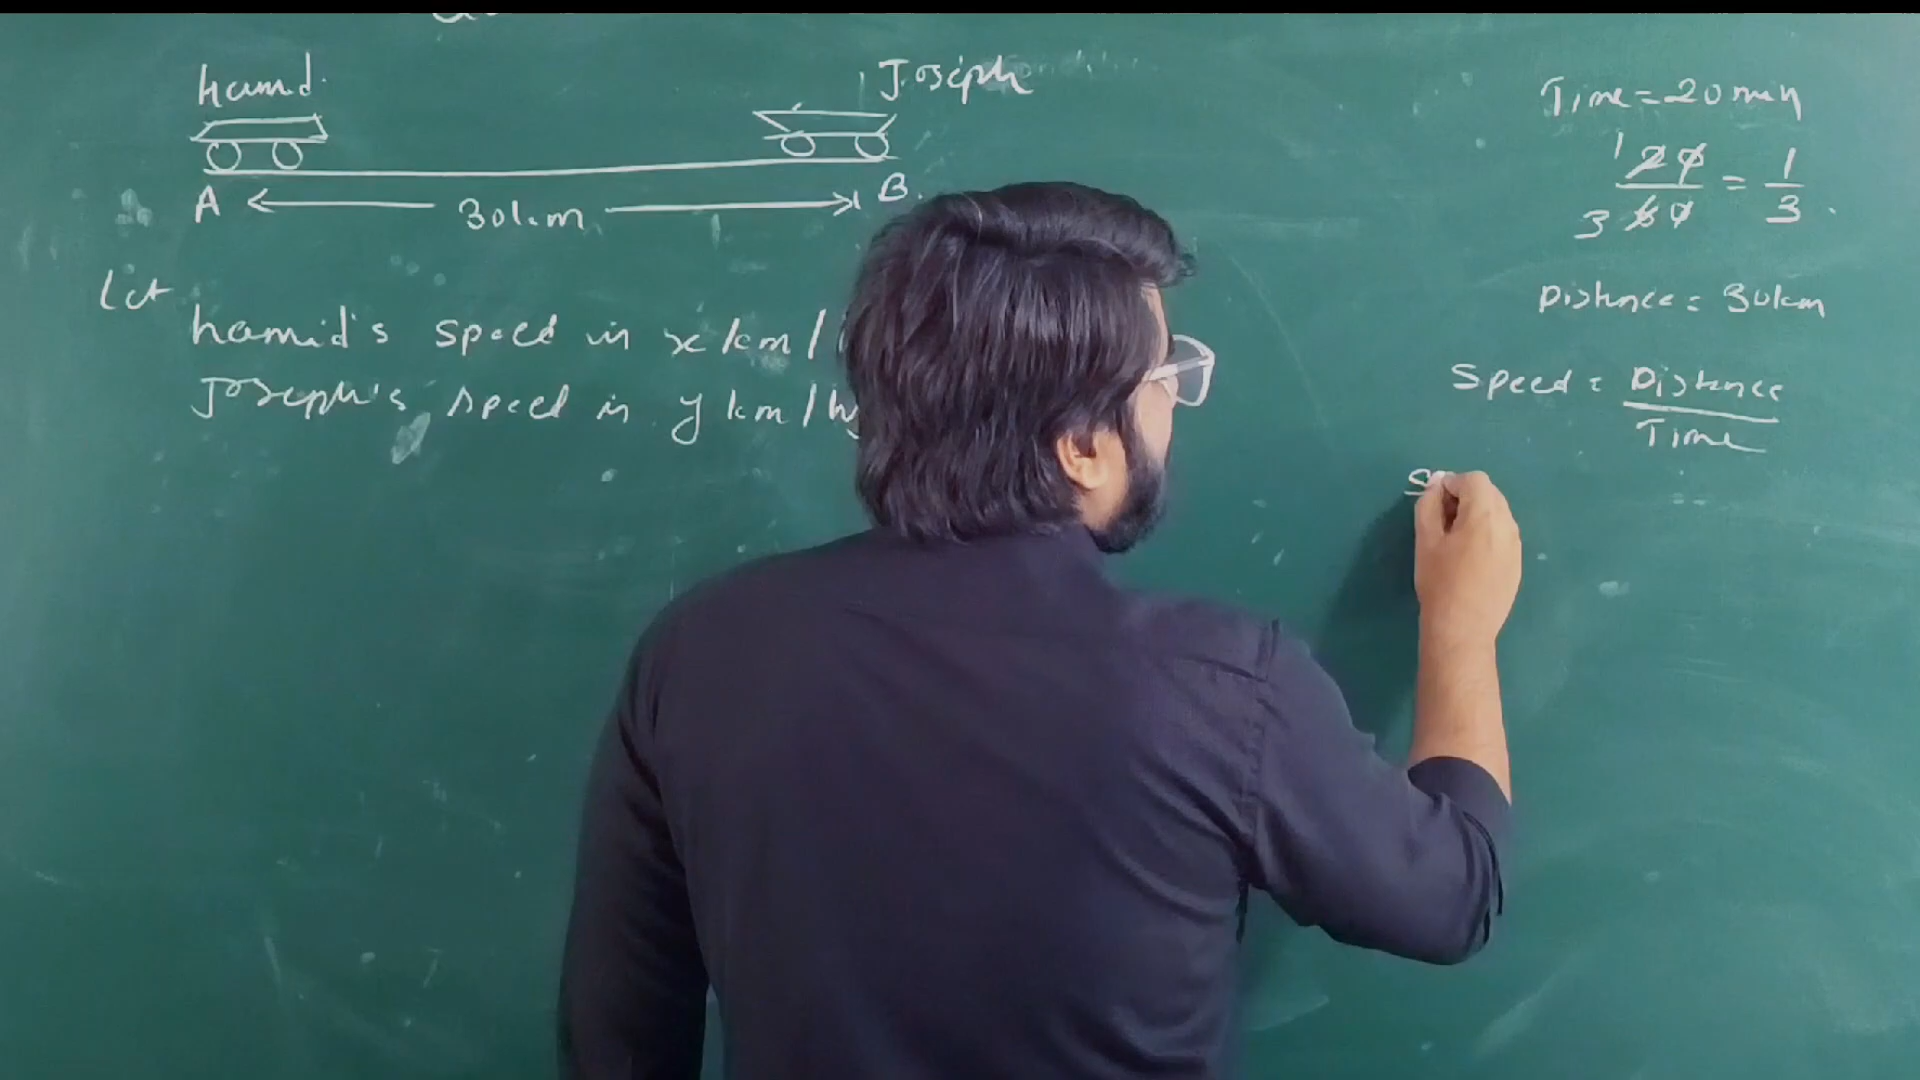 hamid.
Joseph
A 30km B.
Let
hamid's speed in x km/
Joseph's speed in y km/h
Time = 20 min
1 20 / 3 60 = 1/3.
Distance = 30km
Speed = Distance
Time
S